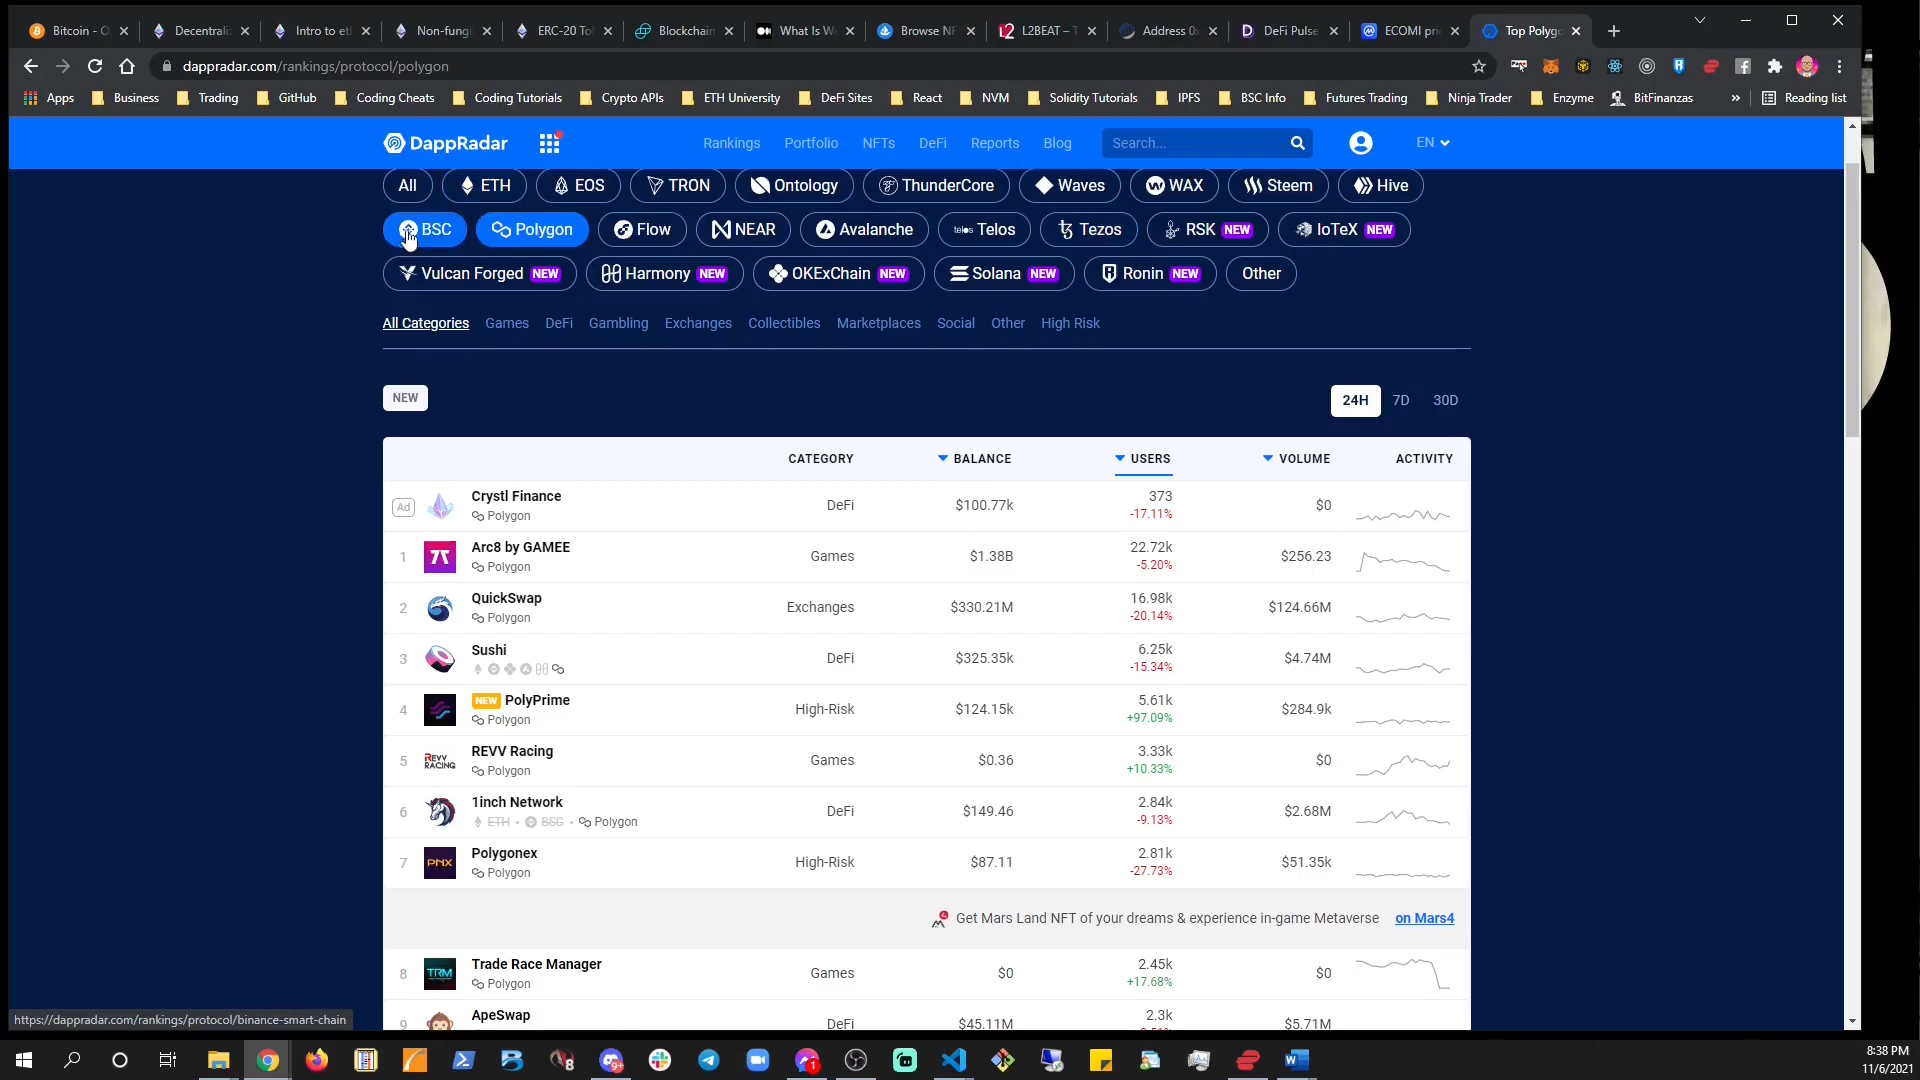 Bitcoin - O
Decentrali
Intro to et
Non-fungi
ERC-20 To
Blockchain
What Is W
Browse NF
L2BEAT – T
Address 0x
DeFi Pulse
ECOMI pri
Top Polygo
dappradar.com/rankings/protocol/polygon
Apps Business Trading GitHub Coding Cheats Coding Tutorials Crypto APIs ETH University DeFi Sites React NVM Solidity Tutorials IPFS BSC Info Futures Trading Ninja Trader Enzyme BitFinanzas » Reading list
DappRadar Rankings Portfolio NFTs DeFi Reports Blog Search... EN
All ETH EOS TRON Ontology ThunderCore Waves WAX Steem Hive
BSC Polygon Flow NEAR Avalanche telos Telos Tezos RSK NEW IoTeX NEW
Vulcan Forged NEW Harmony NEW OKExChain NEW Solana NEW Ronin NEW Other
All Categories Games DeFi Gambling Exchanges Collectibles Marketplaces Social Other High Risk
NEW 24H 7D 30D
CATEGORY BALANCE USERS VOLUME ACTIVITY
Ad Crystl Finance DeFi $100.77k 373 $0
Polygon -17.11%
1 Arc8 by GAMEE Games $1.38B 22.72k $256.23
Polygon -5.20%
2 QuickSwap Exchanges $330.21M 16.98k $124.66M
Polygon -20.14%
3 Sushi DeFi $325.35k 6.25k $4.74M
-15.34%
4 NEW PolyPrime High-Risk $124.15k 5.61k $284.9k
Polygon +97.09%
5 REVV RACING REVV Racing Games $0.36 3.33k $0
Polygon +10.33%
6 1inch Network DeFi $149.46 2.84k $2.68M
ETH • BSC • Polygon -9.13%
7 PNX Polygonex High-Risk $87.11 2.81k $51.35k
Polygon -27.73%
Get Mars Land NFT of your dreams & experience in-game Metaverse on Mars4
8 TRM Trade Race Manager Games $0 2.45k $0
Polygon +17.68%
9 ApeSwap DeFi $45.11M 2.3k $5.71M
https://dappradar.com/rankings/protocol/binance-smart-chain
8:38 PM
11/6/2021